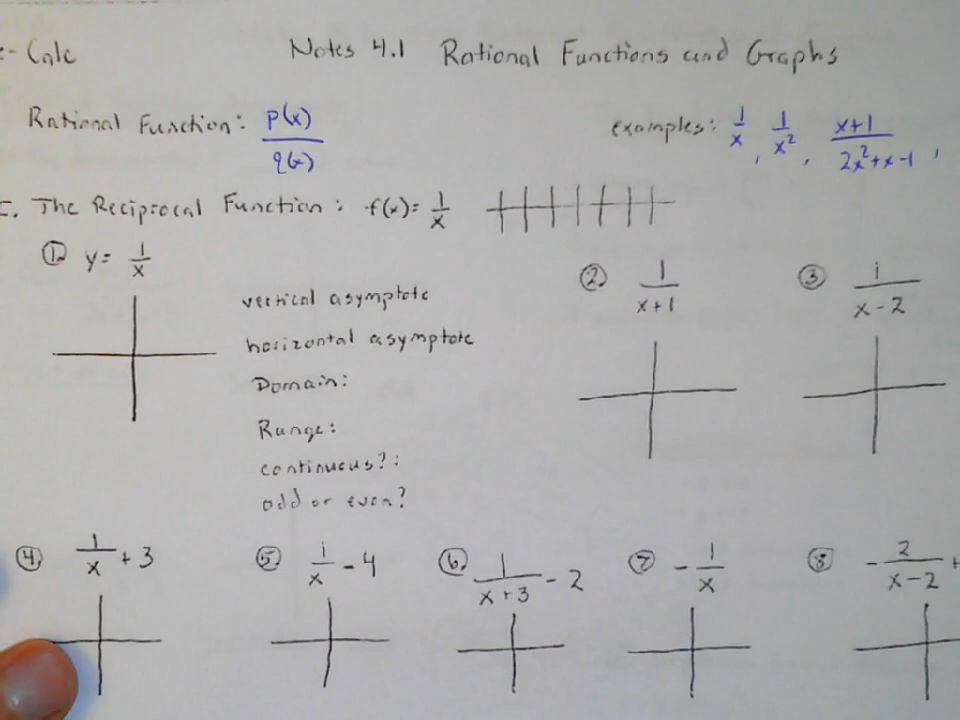 - Calc Notes 4.1 Rational Functions and Graphs
Rational Function: p(x)/q(x) examples: 1/x, 1/x², x+1/2x²+x-1,
I. The Reciprocal Function: f(x)= 1/x
① y= 1/x
vertical asymptote
horizontal asymptote
Domain:
Range:
continuous?:
odd or even?
② 1/x+1
③ 1/x-2
④ 1/x + 3
⑤ 1/x - 4
⑥ 1/x+3 - 2
⑦ - 1/x
⑧ - 2/x-2 +